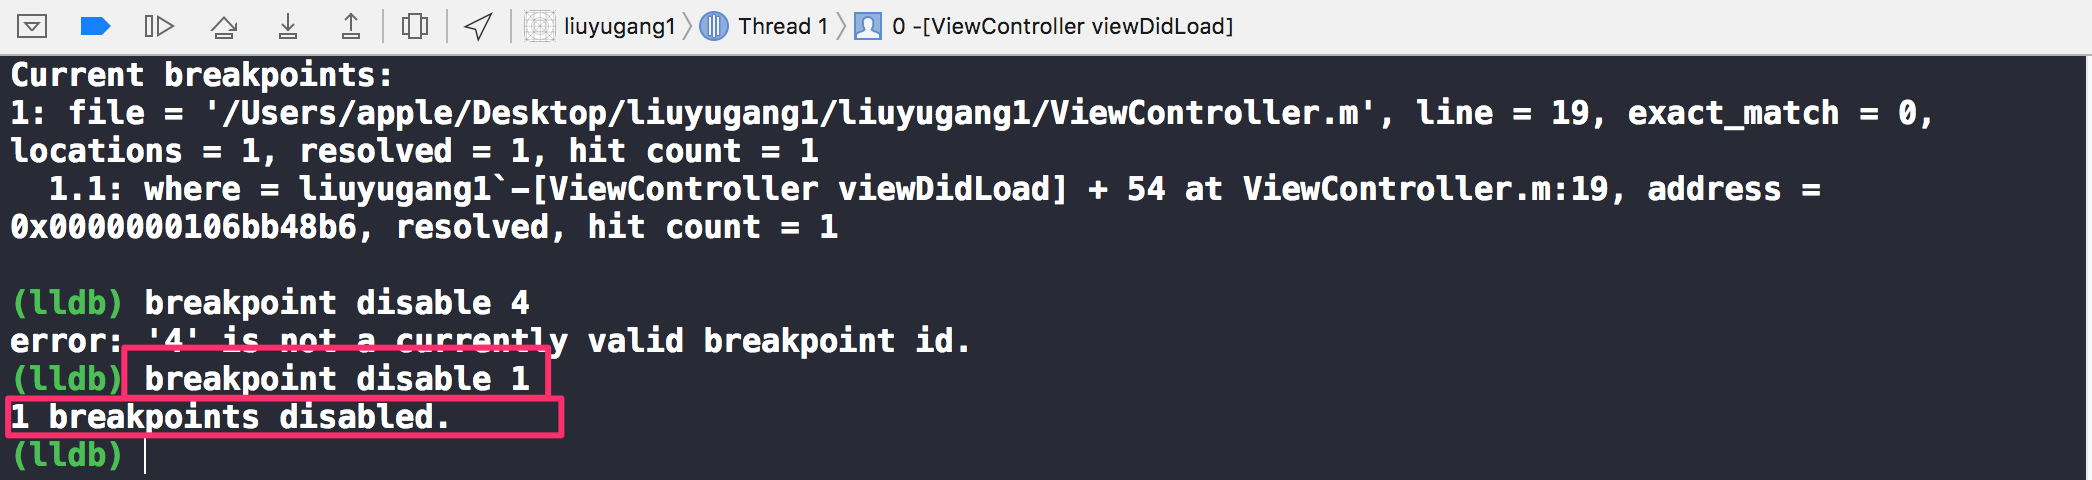 liuyugang1 Thread 1 0 -[ViewController viewDidLoad]
Current breakpoints:
1: file = '/Users/apple/Desktop/liuyugang1/liuyugang1/ViewController.m', line = 19, exact_match = 0,
locations = 1, resolved = 1, hit count = 1
  1.1: where = liuyugang1`-[ViewController viewDidLoad] + 54 at ViewController.m:19, address =
0x0000000106bb48b6, resolved, hit count = 1
(lldb) breakpoint disable 4
error: '4' is not a currently valid breakpoint id.
(lldb) breakpoint disable 1
1 breakpoints disabled.
(lldb)